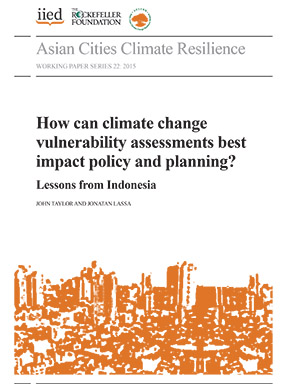 iied
THE
ROCKEFELLER
FOUNDATION
Asian Cities Climate Resilience
WORKING PAPER SERIES 22: 2015
How can climate change
vulnerability assessments best
impact policy and planning?
Lessons from Indonesia
JOHN TAYLOR AND JONATAN LASSA